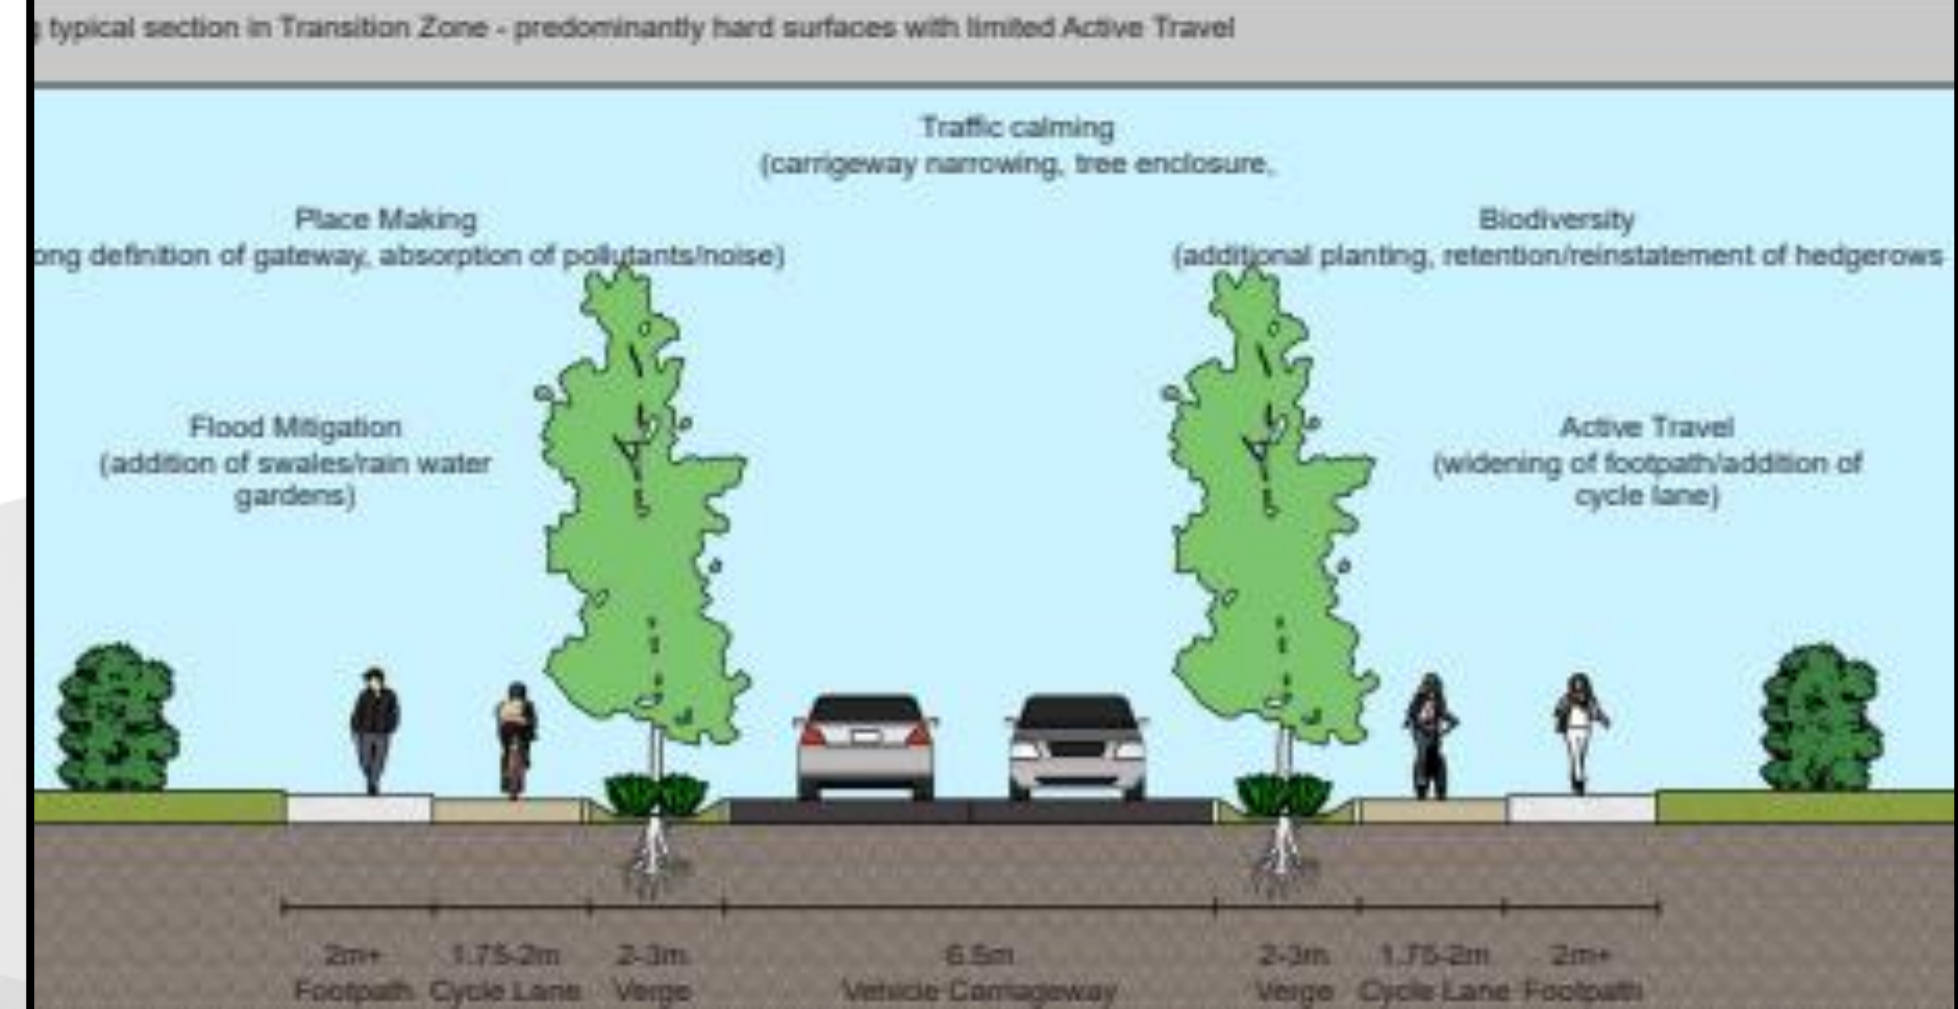 typical section in Transition Zone - predominantly hard surfaces with limited Active Travel
Traffic calming
(carrigeway narrowing, tree enclosure,
Place Making
ong definition of gateway, absorption of pollutants/noise)
Biodiversity
(additional planting, retention/reinstatement of hedgerows
Flood Mitigation
(addition of swales/rain water
gardens)
Active Travel
(widening of footpath/addition of
cycle lane)
2m+ 1.75-2m 2-3m 6.5m 2-3m 1.75-2m 2m+
Footpath Cycle Lane Verge Vehicle Carriageway Verge Cycle Lane Footpath